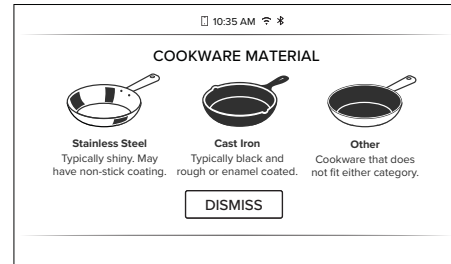 10:35 AM
COOKWARE MATERIAL
Stainless Steel
Typically shiny. May
have non-stick coating.
Cast Iron
Typically black and
rough or enamel coated.
Other
Cookware that does
not fit either category.
DISMISS